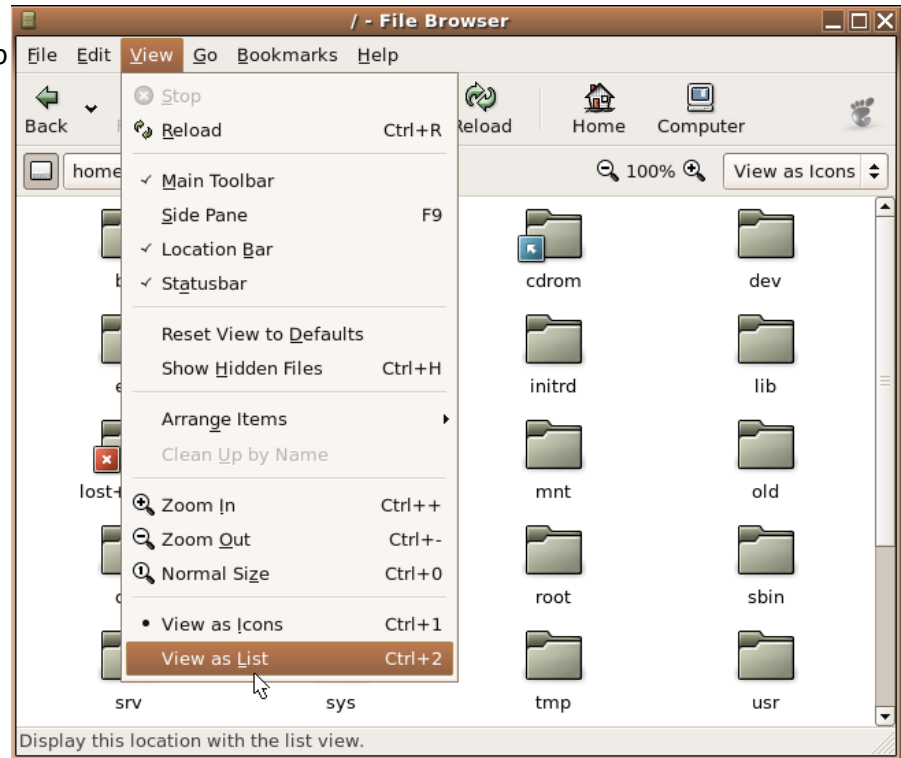 / - File Browser
File Edit View Go Bookmarks Help
Back Reload Home Computer
home 100% View as Icons
Stop
Reload Ctrl+R
Main Toolbar
Side Pane F9
Location Bar
Statusbar
Reset View to Defaults
Show Hidden Files Ctrl+H
Arrange Items
Clean Up by Name
Zoom In Ctrl++
Zoom Out Ctrl+-
Normal Size Ctrl+0
View as Icons Ctrl+1
View as List Ctrl+2
cdrom dev
initrd lib
lost+ mnt old
root sbin
srv sys tmp usr
Display this location with the list view.